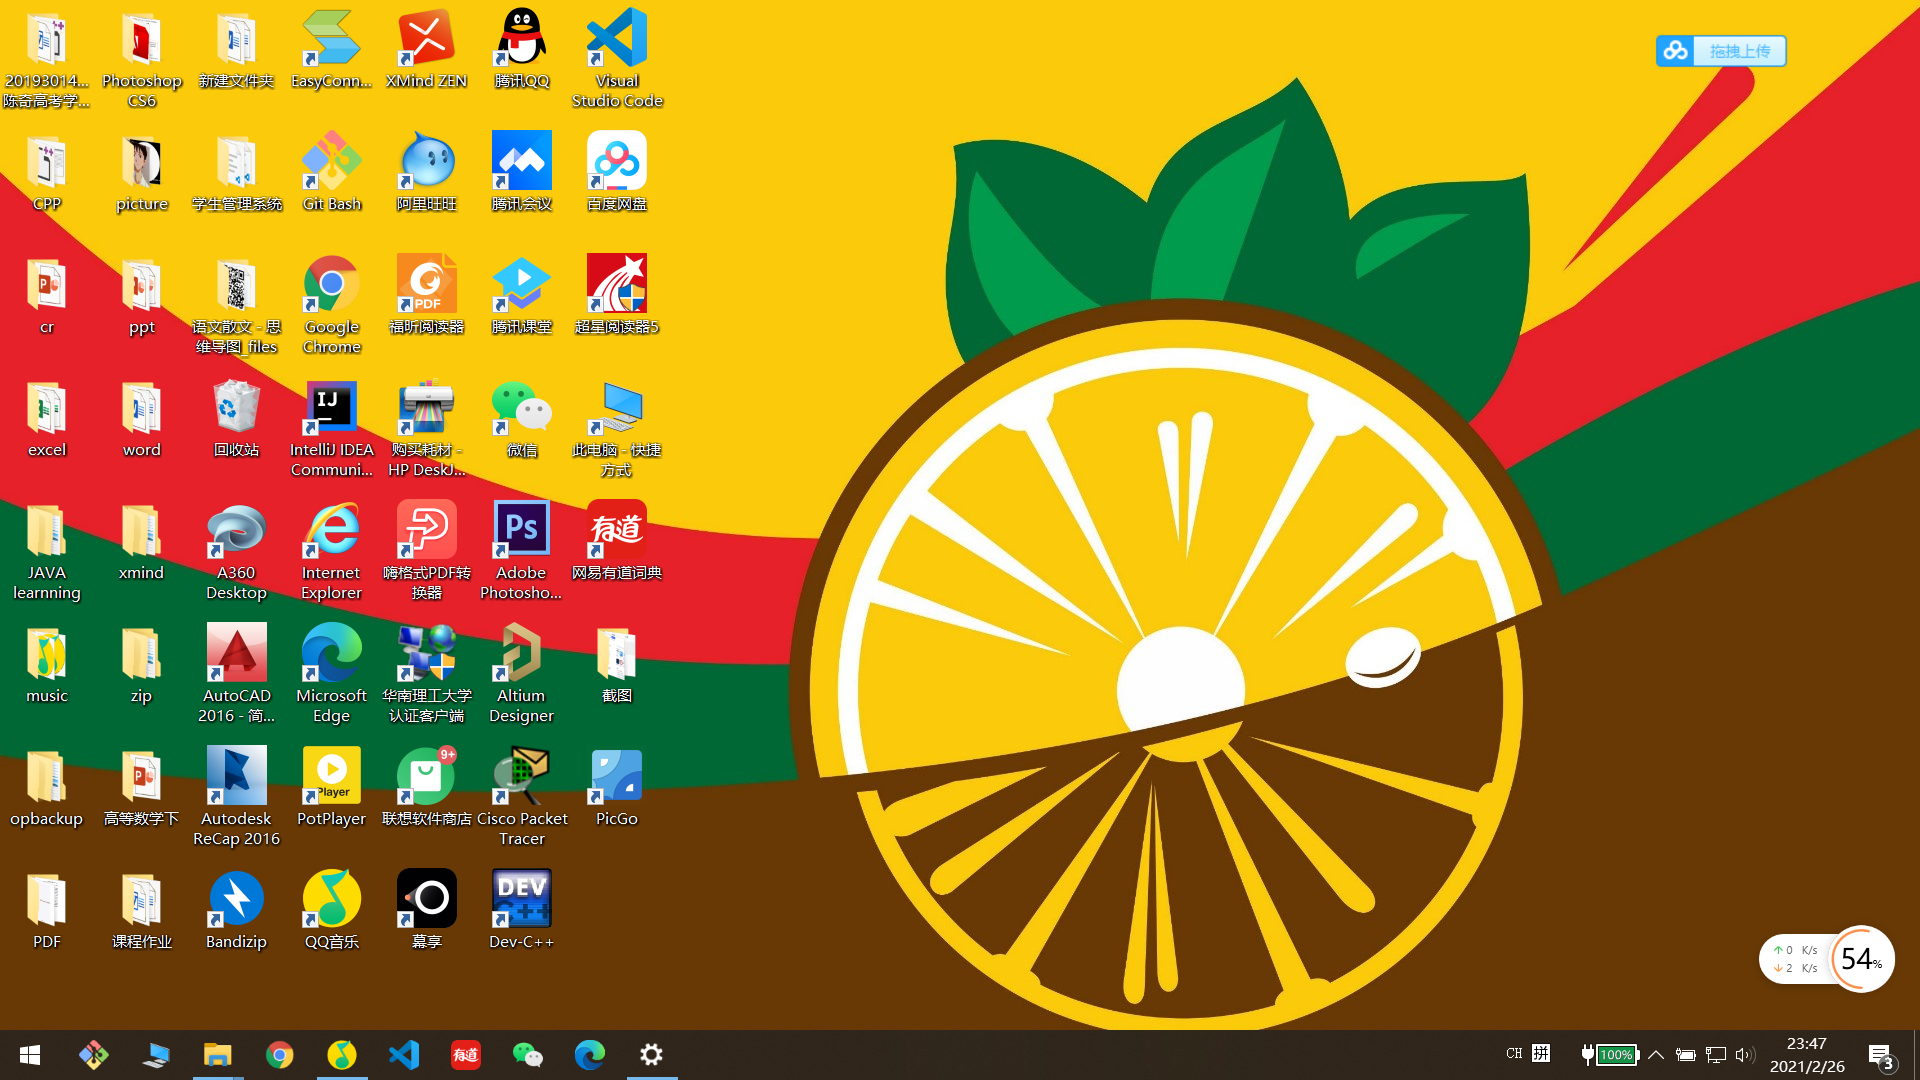 20193014...
陈奇高考学...
Photoshop
CS6
新建文件夹
EasyConn...
XMind ZEN
腾讯QQ
Visual
Studio Code
拖拽上传
CPP
picture
学生管理系统
Git Bash
阿里旺旺
腾讯会议
百度网盘
cr
ppt
语文散文 - 思
维导图_files
Google
Chrome
PDF
福昕阅读器
腾讯课堂
超星阅读器5
excel
word
回收站
IJ
IntelliJ IDEA
Communi...
购买耗材 -
HP DeskJ...
微信
此电脑 - 快捷
方式
JAVA
learnning
xmind
A360
Desktop
Internet
Explorer
嗨格式PDF转
换器
Ps
Adobe
Photosho...
有道
网易有道词典
music
zip
AutoCAD
2016 - 简...
Microsoft
Edge
华南理工大学
认证客户端
Altium
Designer
截图
opbackup
高等数学下
Autodesk
ReCap 2016
Player
PotPlayer
9+
联想软件商店
Cisco Packet
Tracer
PicGo
PDF
课程作业
Bandizip
QQ音乐
幕享
DEV
C++
Dev-C++
0 K/s
2 K/s
54%
有道
CH 拼
100%
23:47
2021/2/26
3